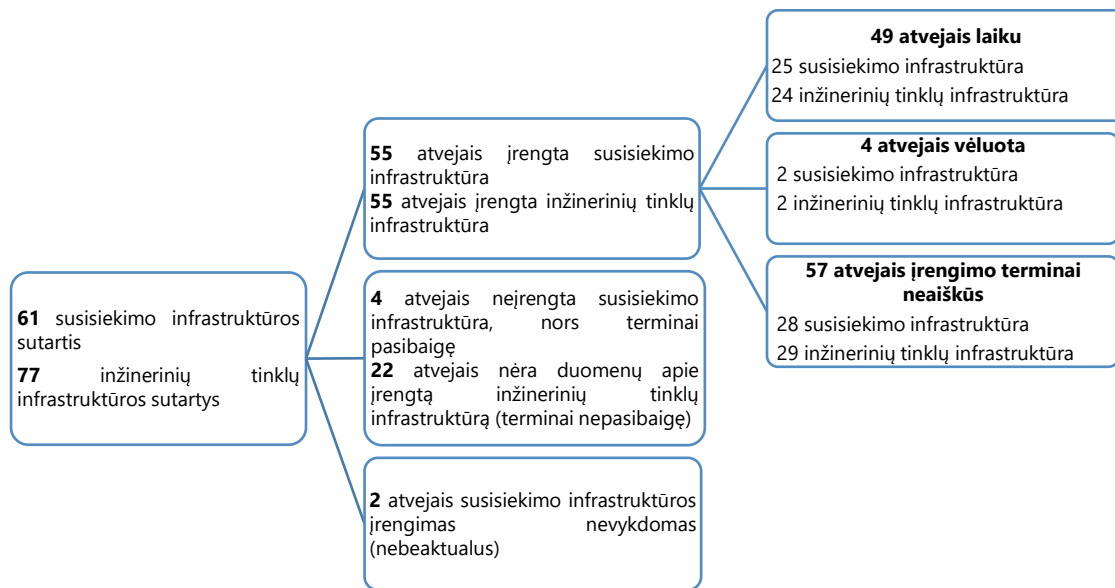 61 susisiekimo infrastruktūros
sutartis
77 inžinerinių tinklų
infrastruktūros sutartys
55 atvejais įrengta susisiekimo
infrastruktūra
55 atvejais įrengta inžinerinių tinklų
infrastruktūra
4 atvejais neįrengta susisiekimo
infrastruktūra, nors terminai
pasibaigę
22 atvejais nėra duomenų apie
įrengtą inžinerinių tinklų
infrastruktūrą (terminai nepasibaigę)
2 atvejais susisiekimo infrastruktūros
įrengimas nevykdomas
(nebeaktualus)
49 atvejais laiku
25 susisiekimo infrastruktūra
24 inžinerinių tinklų infrastruktūra
4 atvejais vėluota
2 susisiekimo infrastruktūra
2 inžinerinių tinklų infrastruktūra
57 atvejais įrengimo terminai
neaiškūs
28 susisiekimo infrastruktūra
29 inžinerinių tinklų infrastruktūra